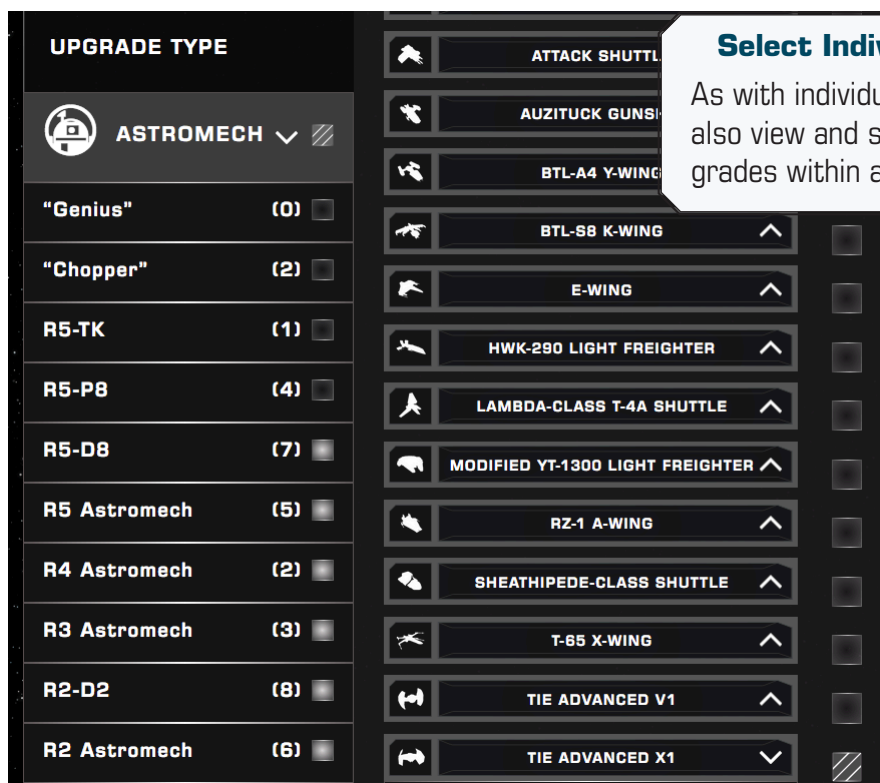 UPGRADE TYPE
ASTROMECH
“Genius” (0)
“Chopper” (2)
R5-TK (1)
R5-P8 (4)
R5-D8 (7)
R5 Astromech (5)
R4 Astromech (2)
R3 Astromech (3)
R2-D2 (8)
R2 Astromech (6)
ATTACK SHUTTL
AUZITUCK GUNS
BTL-A4 Y-WING
BTL-S8 K-WING
E-WING
HWK-290 LIGHT FREIGHTER
LAMBDA-CLASS T-4A SHUTTLE
MODIFIED YT-1300 LIGHT FREIGHTER
RZ-1 A-WING
SHEATHIPEDE-CLASS SHUTTLE
T-65 X-WING
TIE ADVANCED V1
TIE ADVANCED X1
Select Indiv
As with individu
also view and s
grades within a